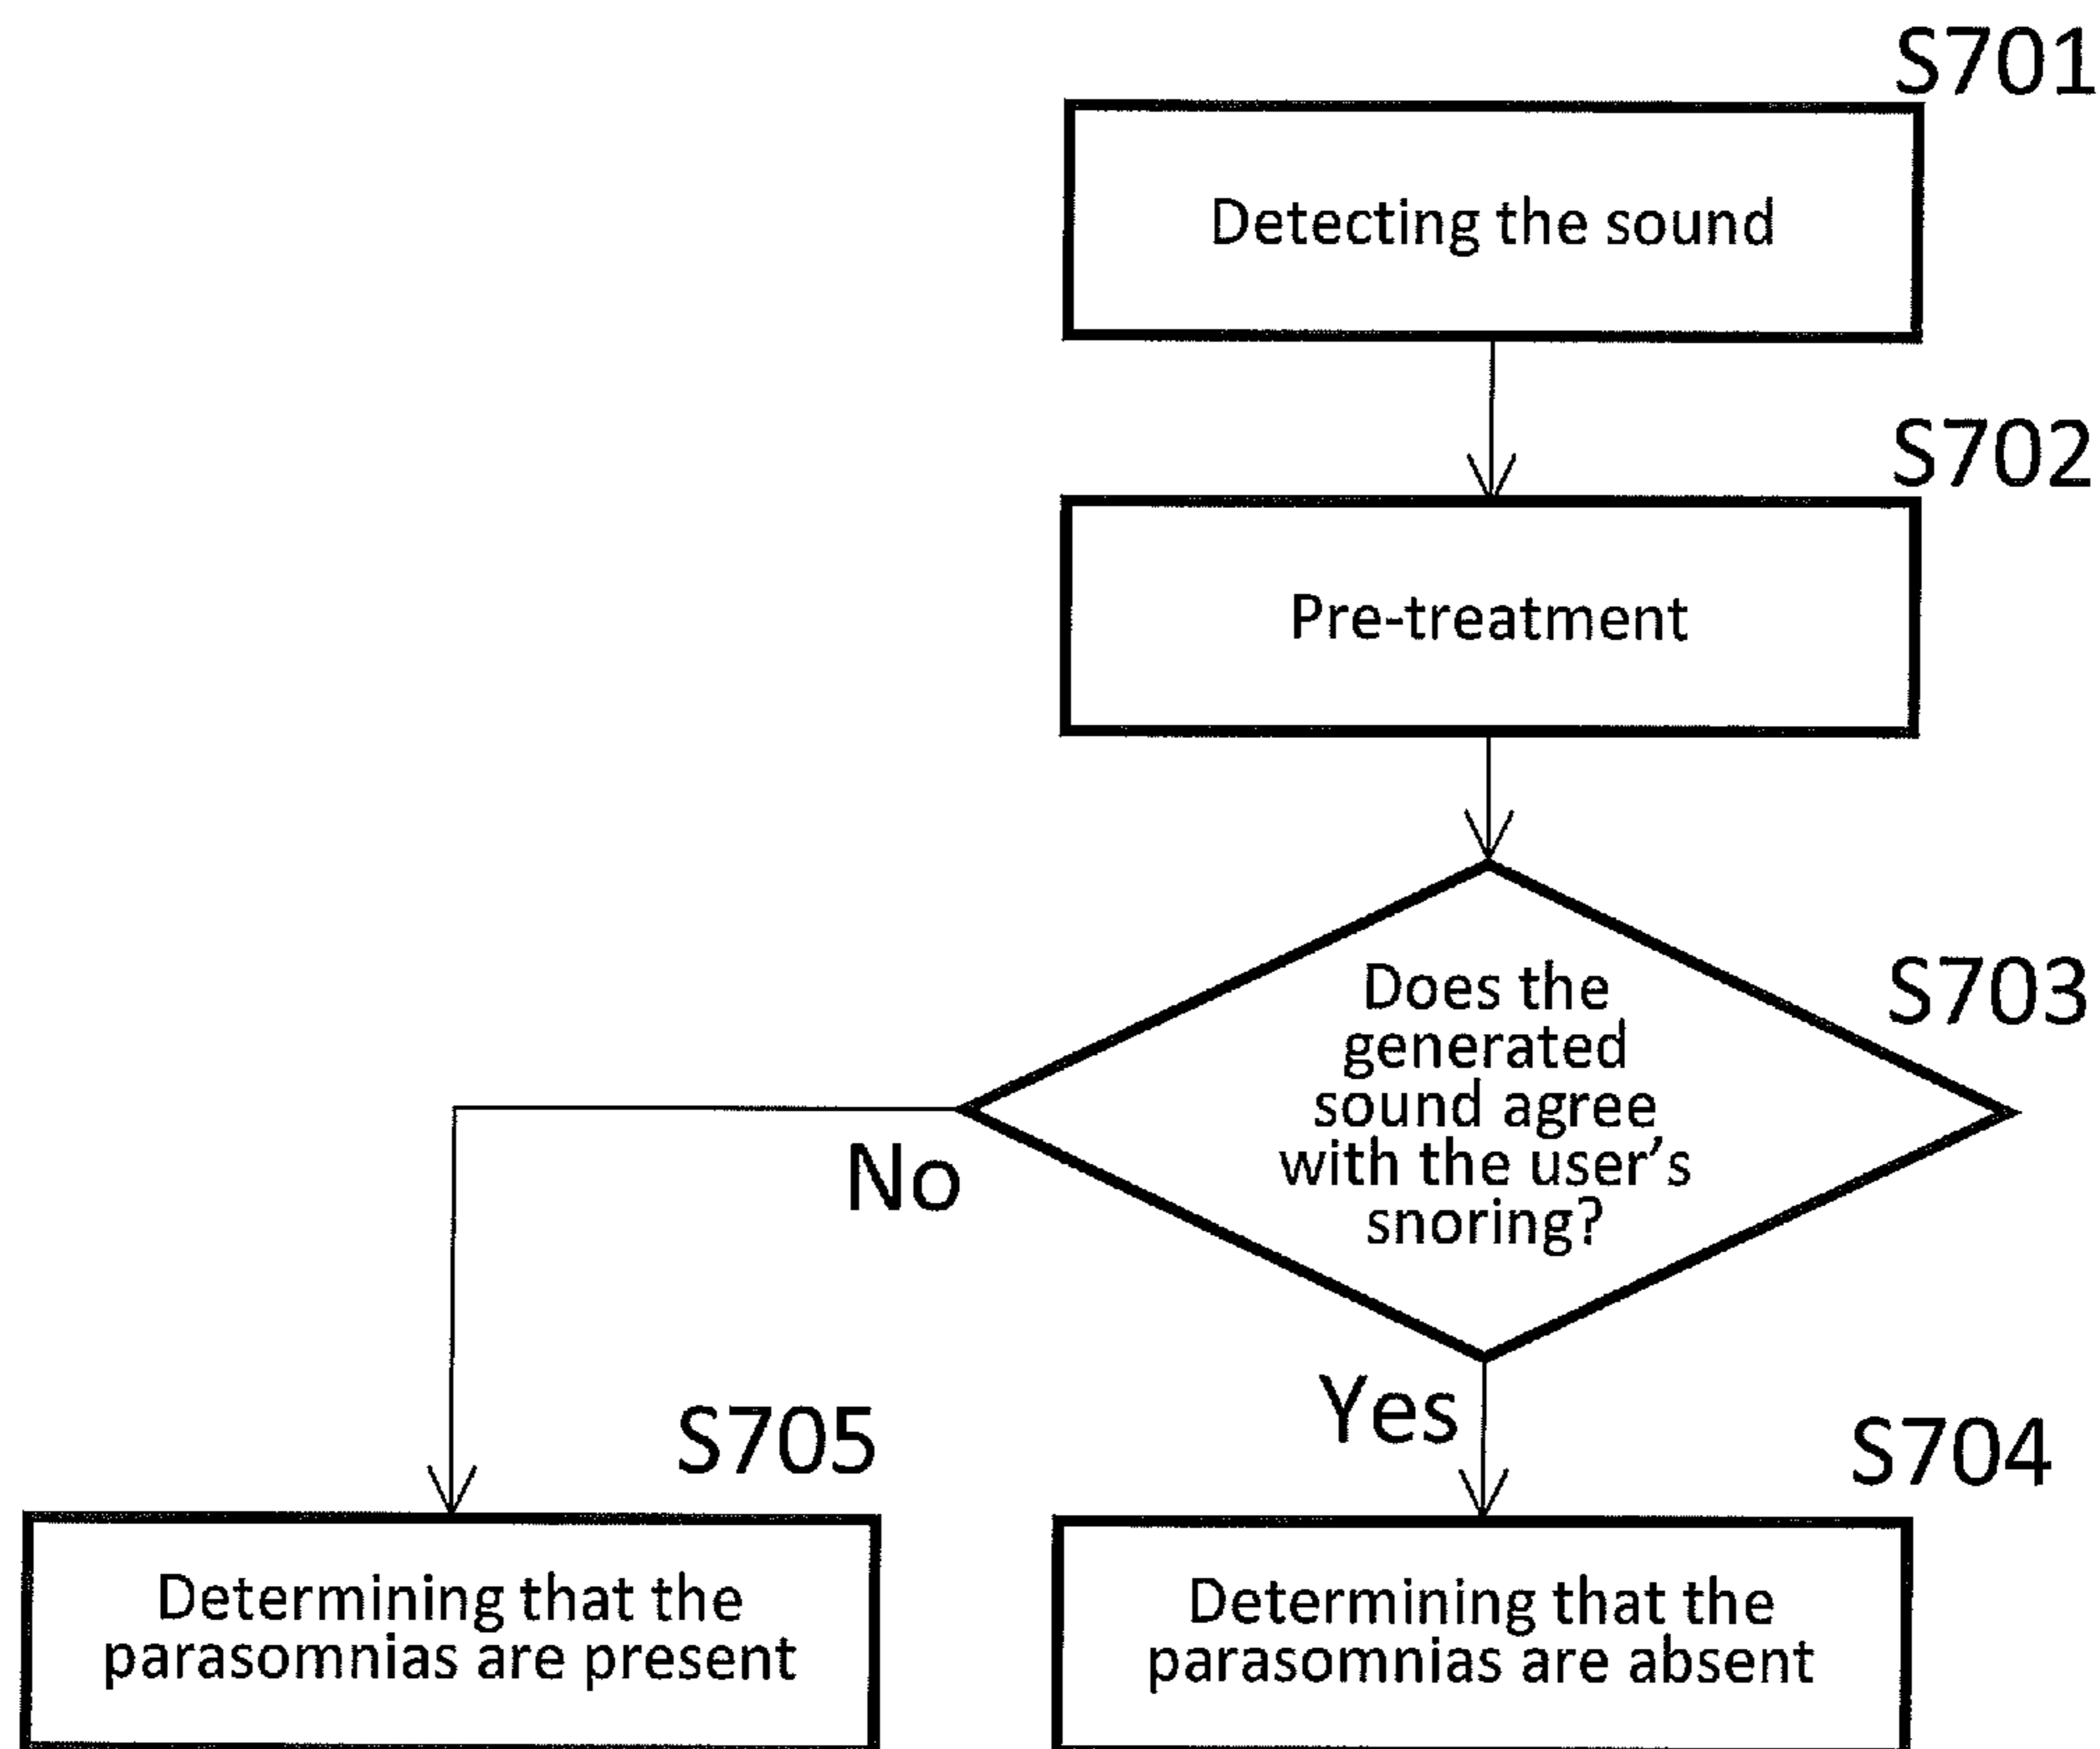 S701
Detecting the sound
S702
Pre-treatment
S703
Does the
generated
sound agree
with the user's
snoring?
No
Yes
S705
Determining that the
parasomnias are present
S704
Determining that the
parasomnias are absent